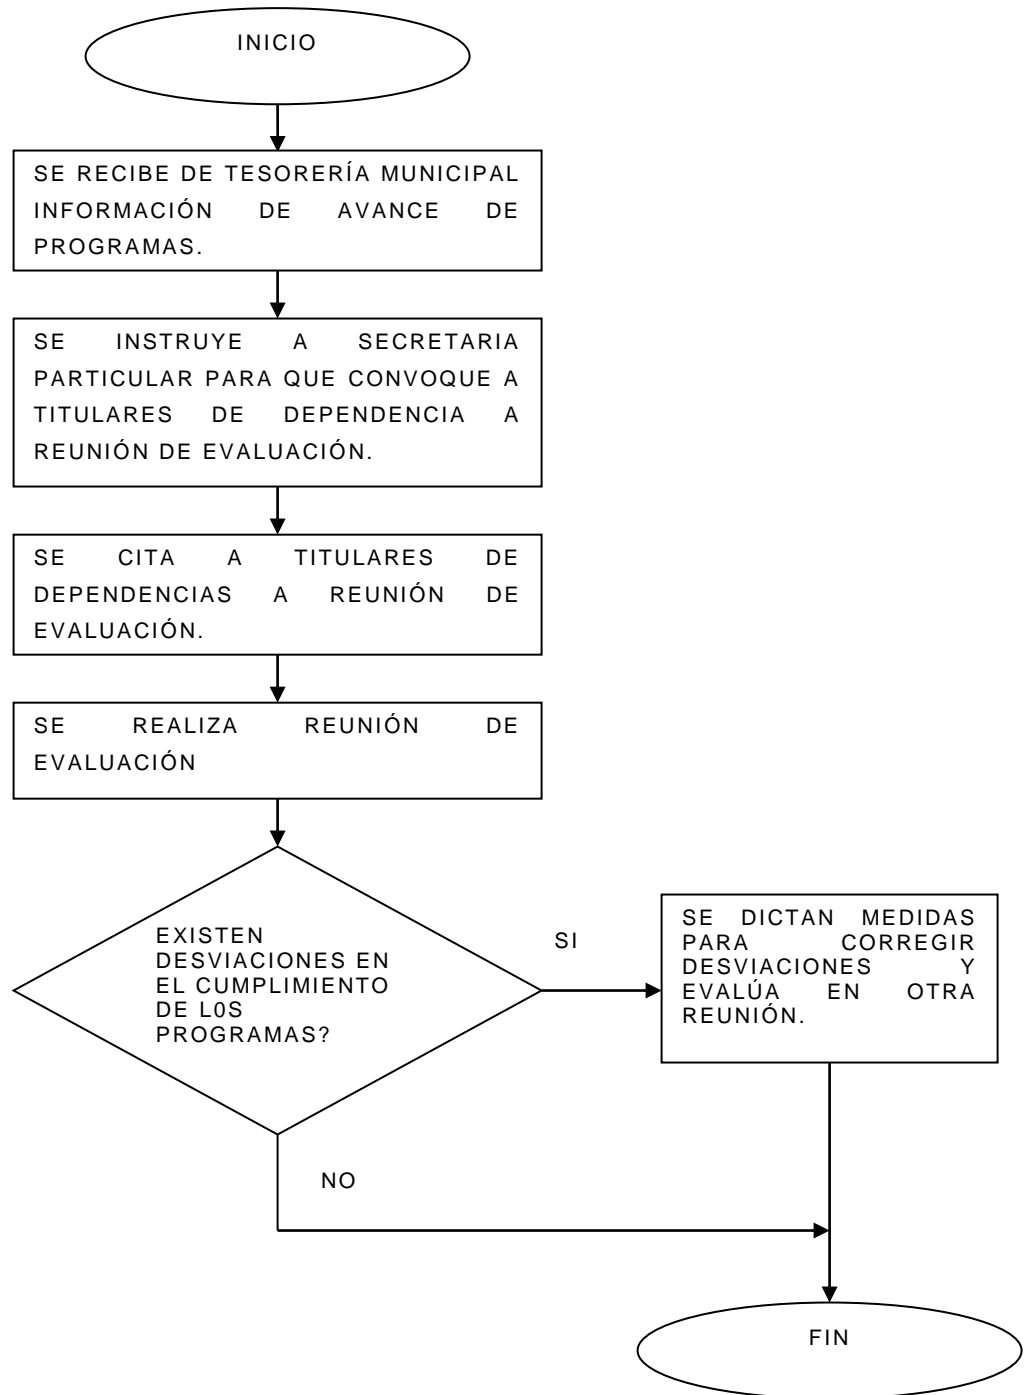 INICIO
SE RECIBE DE TESORERÍA MUNICIPAL
INFORMACIÓN DE AVANCE DE
PROGRAMAS.
SE INSTRUYE A SECRETARIA
PARTICULAR PARA QUE CONVOQUE A
TITULARES DE DEPENDENCIA A
REUNIÓN DE EVALUACIÓN.
SE CITA A TITULARES DE
DEPENDENCIAS A REUNIÓN DE
EVALUACIÓN.
SE REALIZA REUNIÓN DE
EVALUACIÓN
EXISTEN
DESVIACIONES EN
EL CUMPLIMIENTO
DE L0S
PROGRAMAS?
SI
SE DICTAN MEDIDAS
PARA CORREGIR
DESVIACIONES Y
EVALÚA EN OTRA
REUNIÓN.
NO
FIN